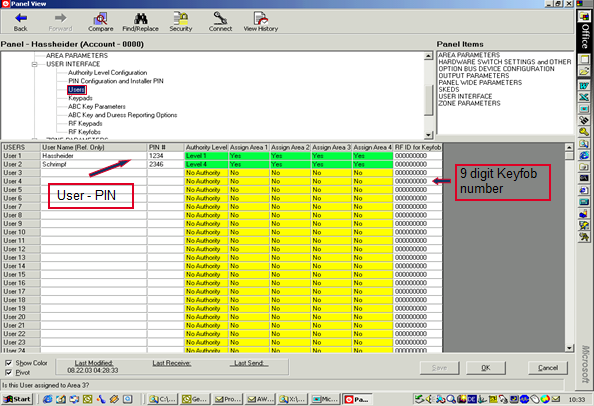 Panel View
Back Forward Compare Find/Replace Security Connect View History
Panel - Hassheider (Account - 0000)
Panel Items
AREA PARAMETERS
USER INTERFACE
Authority Level Configuration
PIN Configuration and Installer PIN
Users
Keypads
ABC Key Parameters
ABC Key and Duress Reporting Options
RF Keypads
RF Keyfobs
ZONE PARAMETERS
AREA PARAMETERS
HARDWARE SWITCH SETTINGS and OTHER
OPTION BUS DEVICE CONFIGURATION
OUTPUT PARAMETERS
PANEL WIDE PARAMETERS
SKEDS
USER INTERFACE
ZONE PARAMETERS
Office
USERS User Name (Ref. Only) PIN # Authority Level Assign Area 1 Assign Area 2 Assign Area 3 Assign Area 4 RF ID for Keyfob
User 1 Hassheider 1234 Level 1 Yes Yes Yes Yes 000000000
User 2 Schimpf 2346 Level 4 Yes Yes Yes Yes 000000000
User 3 No Authority No No No No 000000000
User 4 No Authority No No No No 000000000
User 5 No Authority No No No No 000000000
User 6 No Authority No No No No 000000000
User 7 No Authority No No No No 000000000
User 8 No Authority No No No No 000000000
User 9 No Authority No No No No 000000000
User 10 No Authority No No No No 000000000
User 11 No Authority No No No No 000000000
User 12 No Authority No No No No 000000000
User 13 No Authority No No No No 000000000
User 14 No Authority No No No No 000000000
User 15 No Authority No No No No 000000000
User 16 No Authority No No No No 000000000
User 17 No Authority No No No No 000000000
User 18 No Authority No No No No 000000000
User 19 No Authority No No No No 000000000
User 20 No Authority No No No No 000000000
User 21 No Authority No No No No 000000000
User 22 No Authority No No No No 000000000
User 23 No Authority No No No No 000000000
User 24 No Authority No No No No 000000000
User - PIN
9 digit Keyfob
number
Show Color
Pivot
Last Modified: Last Receive: Last Send:
08.22.03 04:28:33
Save OK Cancel
Is this User assigned to Area 3?
Microsoft
Start C:\... Ge... Pro... AW... X:\... Mic... Pa... 10:33